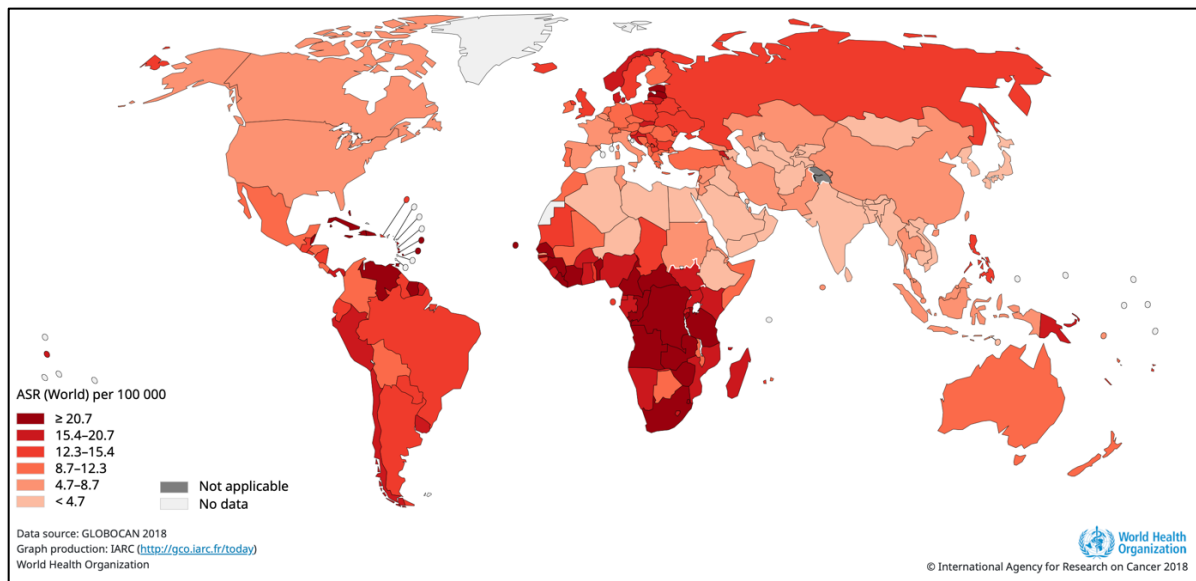 ASR (World) per 100 000
≥ 20.7
15.4–20.7
12.3–15.4
8.7–12.3
4.7–8.7
< 4.7
Not applicable
No data
Data source: GLOBOCAN 2018
Graph production: IARC (http://gco.iarc.fr/today)
World Health Organization
World Health
Organization
© International Agency for Research on Cancer 2018